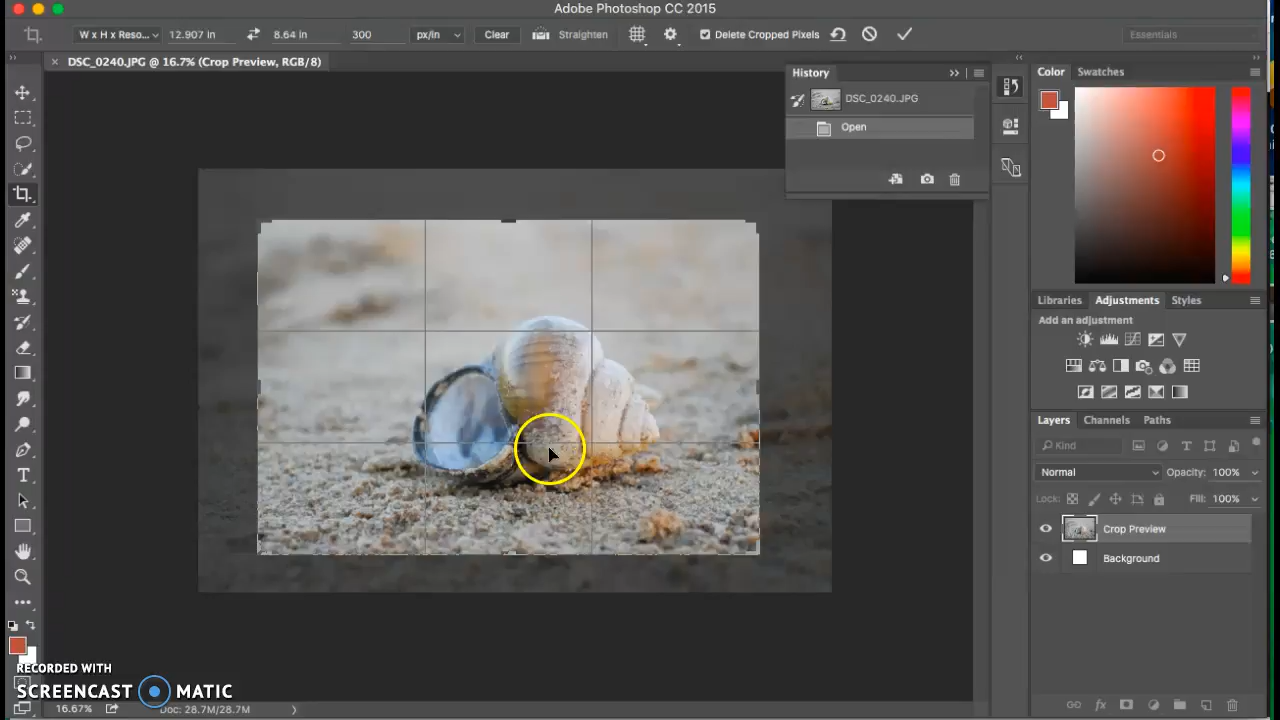 Adobe Photoshop CC 2015
W x H x Reso... 12.907 in 8.64 in 300 px/in Clear Straighten Delete Cropped Pixels Essentials
× DSC_0240.JPG @ 16.7% (Crop Preview, RGB/8)
History
DSC_0240.JPG
Open
Color Swatches
Libraries Adjustments Styles
Add an adjustment
Layers Channels Paths
Kind
Normal Opacity: 100%
Lock: Fill: 100%
Crop Preview
Background
RECORDED WITH
SCREENCAST MATIC
16.67% Doc: 28.7M/28.7M